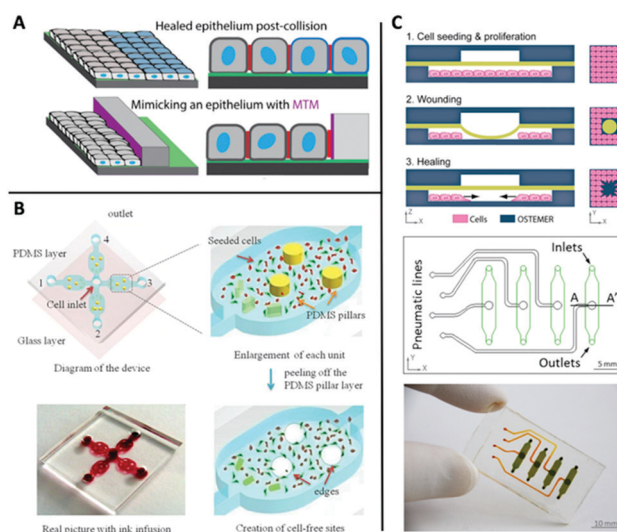 A
Healed epithelium post-collision
Mimicking an epithelium with MTM
B
outlet
PDMS layer
4
1
3
Cell inlet
2
Glass layer
Diagram of the device
Seeded cells
PDMS pillars
Enlargement of each unit
peeling off the
PDMS pillar layer
edges
Real picture with ink infusion
Creation of cell-free sites
C
1. Cell seeding & proliferation
2. Wounding
3. Healing
Z
X
Cells
OSTEMER
Y
X
Pneumatic lines
Inlets
A
A'
Outlets
Y
X
5 mm
10 mm